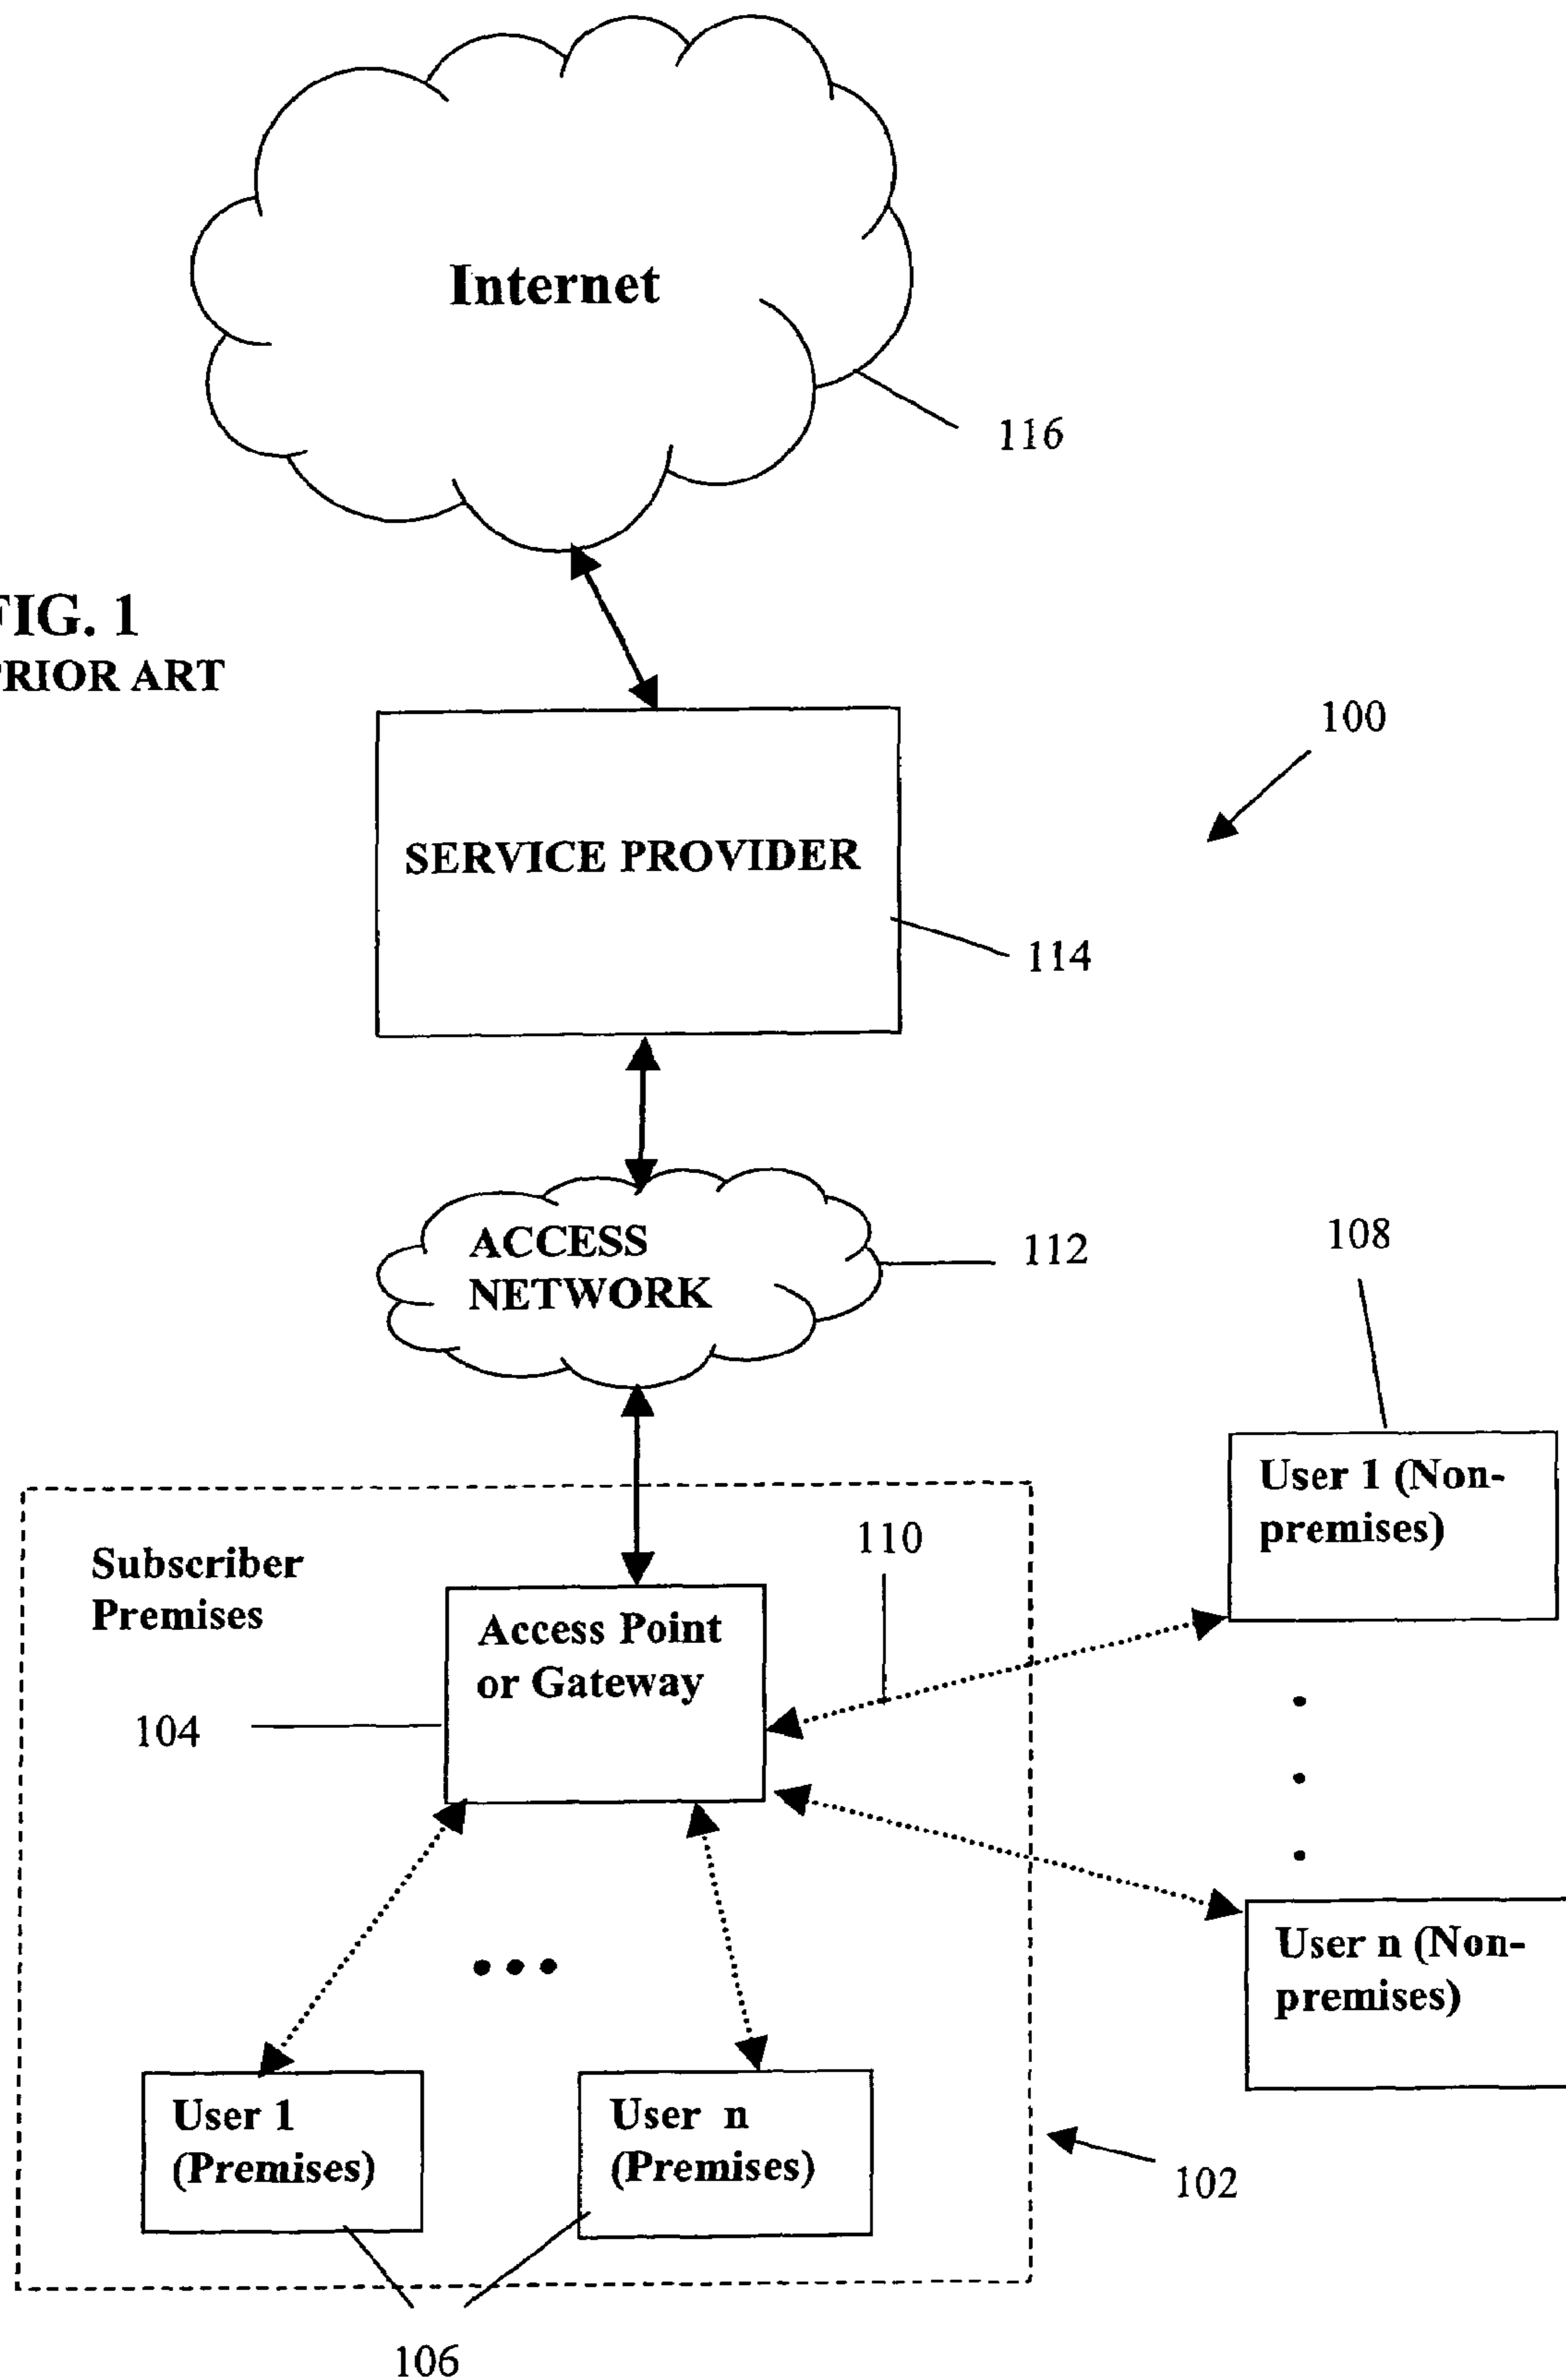 Internet
116
FIG. 1
PRIOR ART
100
SERVICE PROVIDER
114
ACCESS
NETWORK
112
108
User 1 (Non-
premises)
110
Subscriber
Premises
Access Point
or Gateway
104
User n (Non-
premises)
User 1
(Premises)
User n
(Premises)
102
106